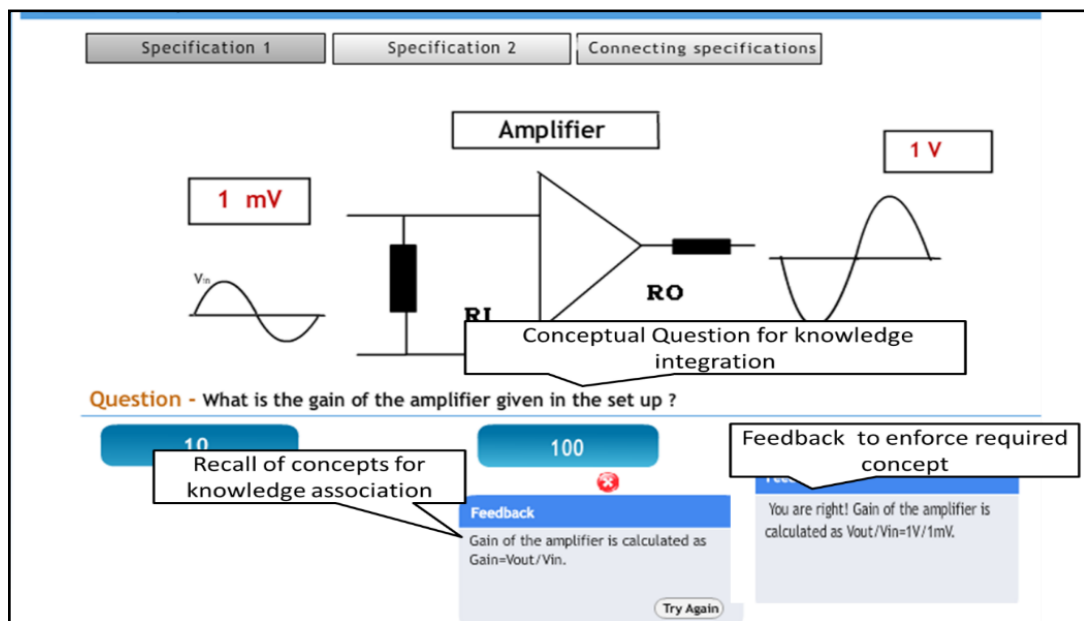 Specification 1
Specification 2
Connecting specifications
Amplifier
1 V
1 mV
Vin
RO
RI
Conceptual Question for knowledge
integration
Question - What is the gain of the amplifier given in the set up ?
10
100
Recall of concepts for
knowledge association
Feedback to enforce required
concept
Feedback
Gain of the amplifier is calculated as
Gain=Vout/Vin.
Try Again
You are right! Gain of the amplifier is
calculated as Vout/Vin=1V/1mV.